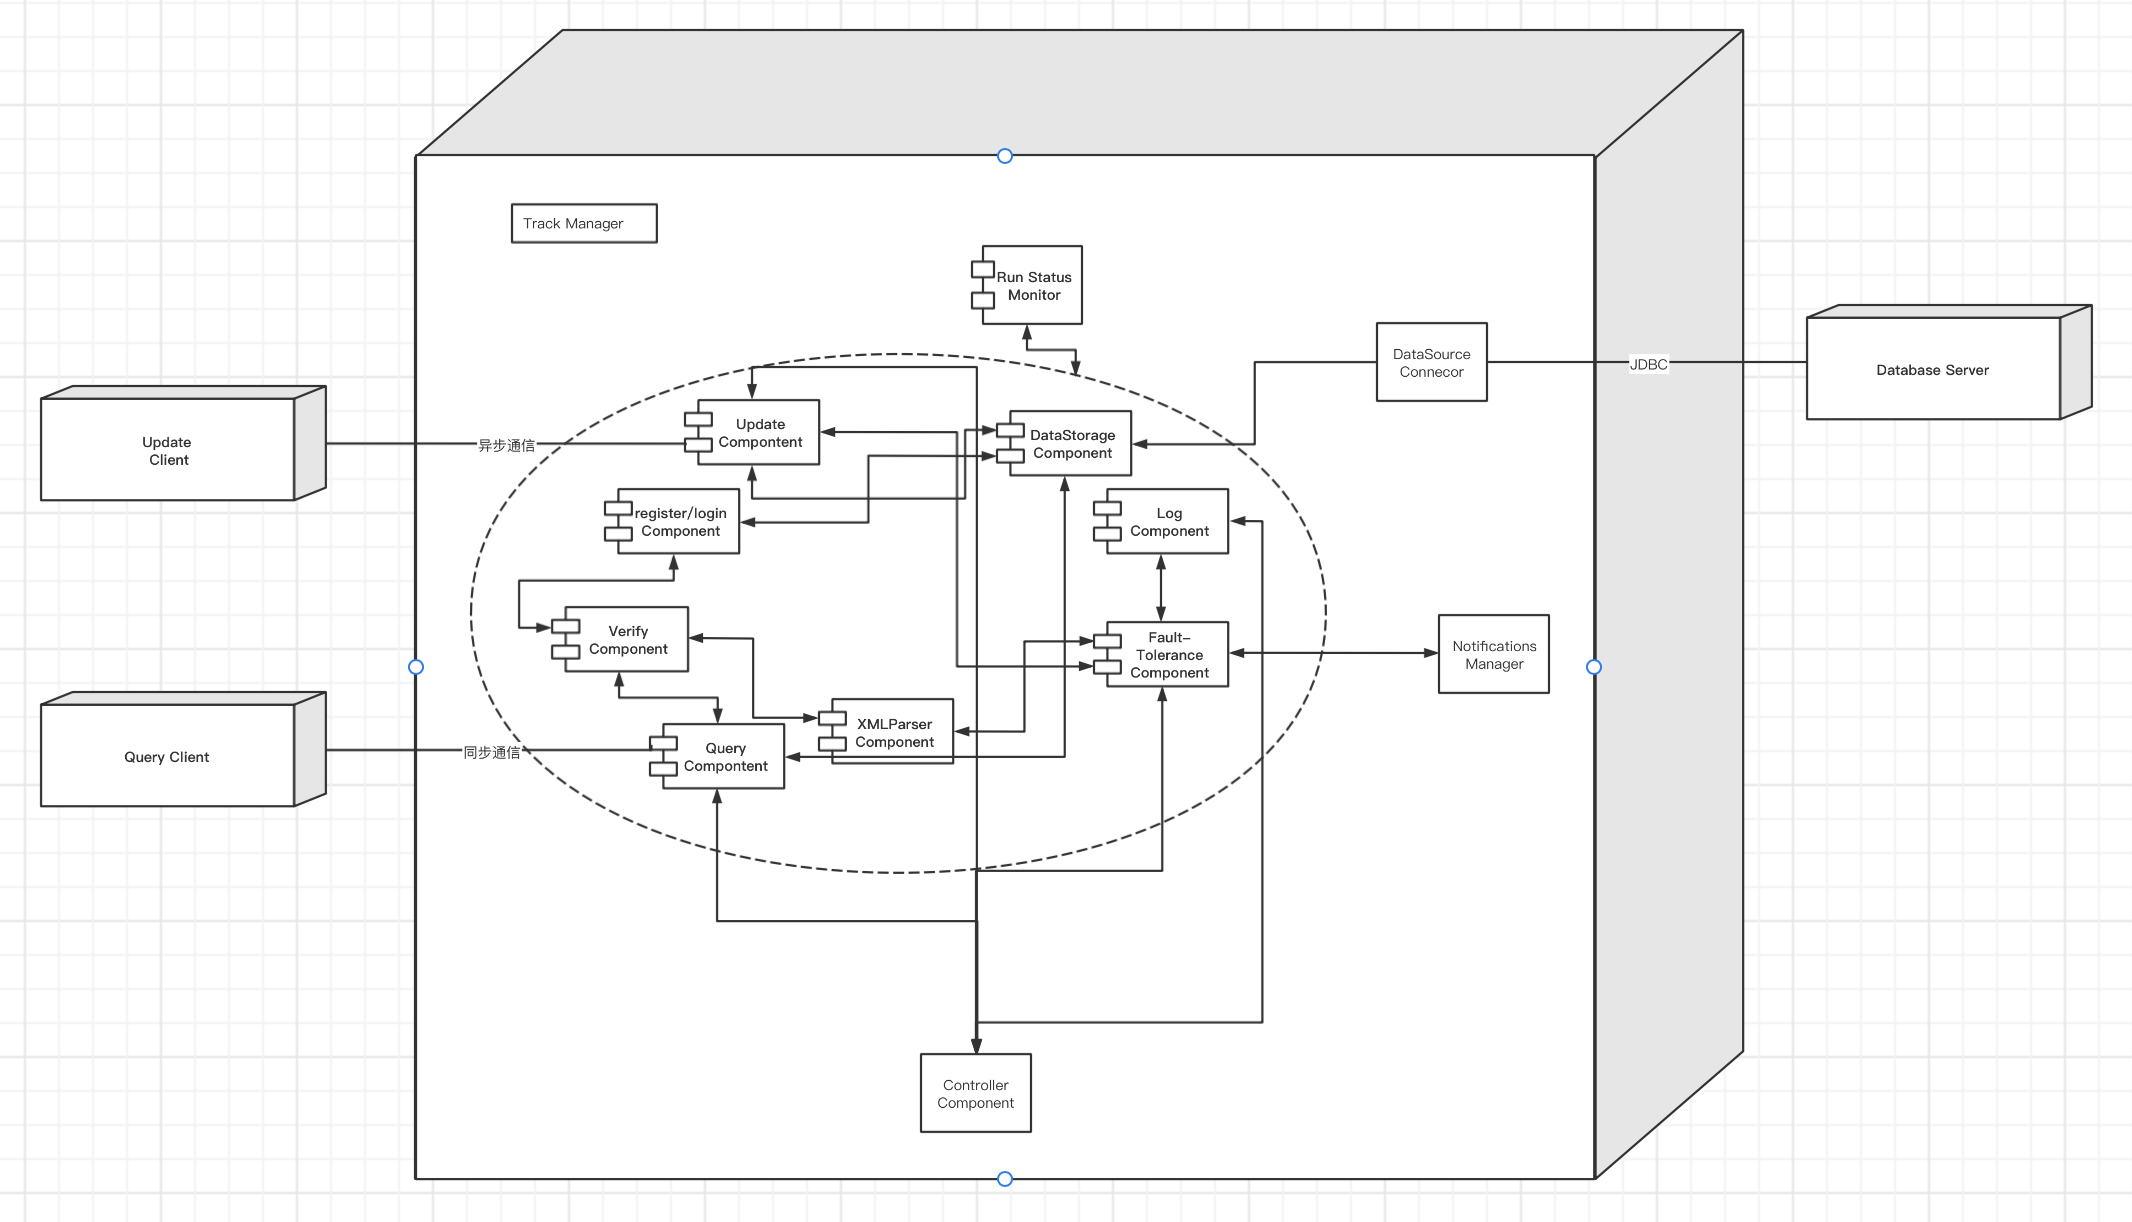 Track Manager
Run Status
Monitor
DataSource
Connecor
JDBC
Database Server
Update
Client
异步通信
Update
Compontent
DataStorage
Component
register/login
Component
Log
Component
Verify
Component
Fault-
Tolerance
Component
Notifications
Manager
XMLParser
Component
Query Client
同步通信
Query
Compontent
Controller
Component